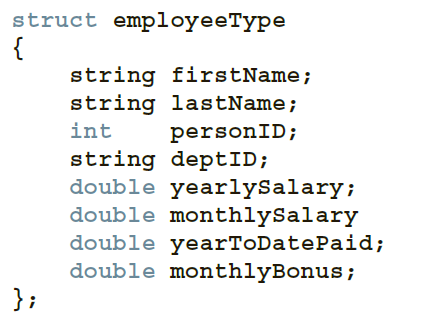 struct employeeType
{
    string firstName;
    string lastName;
    int    personID;
    string deptID;
    double yearlySalary;
    double monthlySalary
    double yearToDatePaid;
    double monthlyBonus;
};